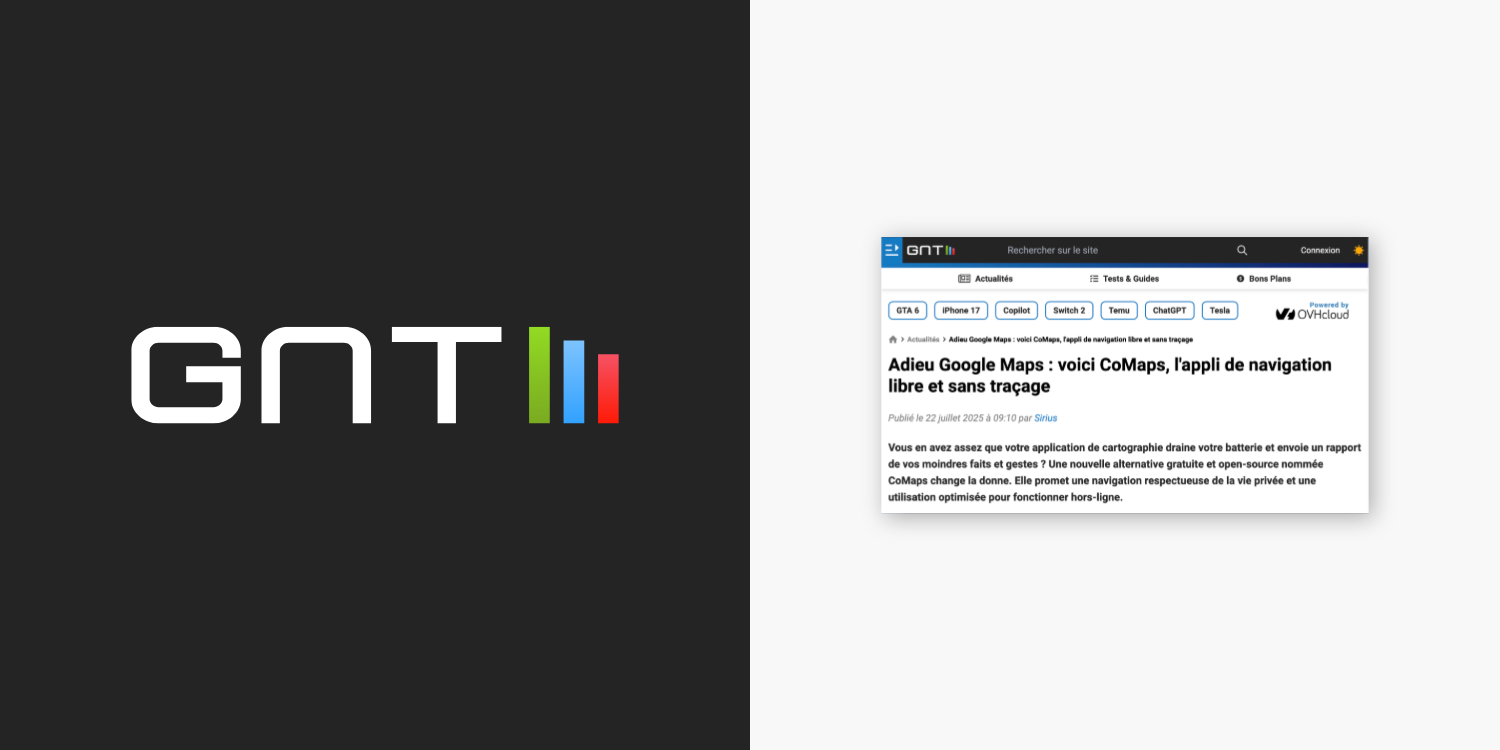 GNT
GNT
Rechercher sur le site
Connexion
Actualités
Tests & Guides
Bons Plans
GTA 6
iPhone 17
Copilot
Switch 2
Temu
ChatGPT
Tesla
Powered by
OVHcloud
Actualités > Adieu Google Maps : voici CoMaps, l'appli de navigation libre et sans traçage
Adieu Google Maps : voici CoMaps, l'appli de navigation
libre et sans traçage
Publié le 22 juillet 2025 à 09:10 par Sirius
Vous en avez assez que votre application de cartographie draine votre batterie et envoie un rapport
de vos moindres faits et gestes ? Une nouvelle alternative gratuite et open-source nommée
CoMaps change la donne. Elle promet une navigation respectueuse de la vie privée et une
utilisation optimisée pour fonctionner hors-ligne.